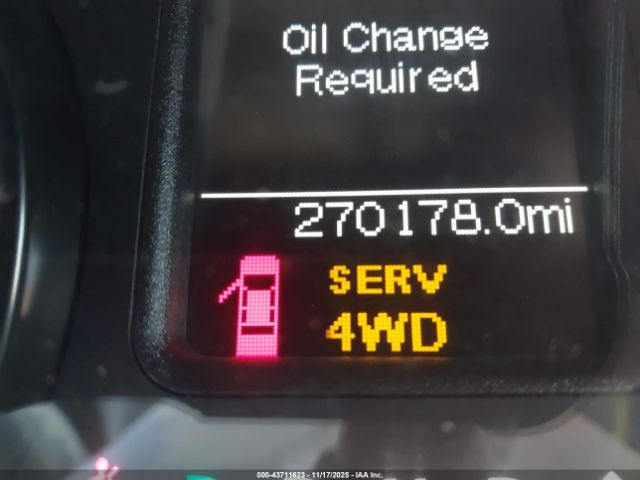 Oil Change
Required
270178.0mi
SERV
4WD
000-43711623 - 11/17/2025 - IAA Inc.